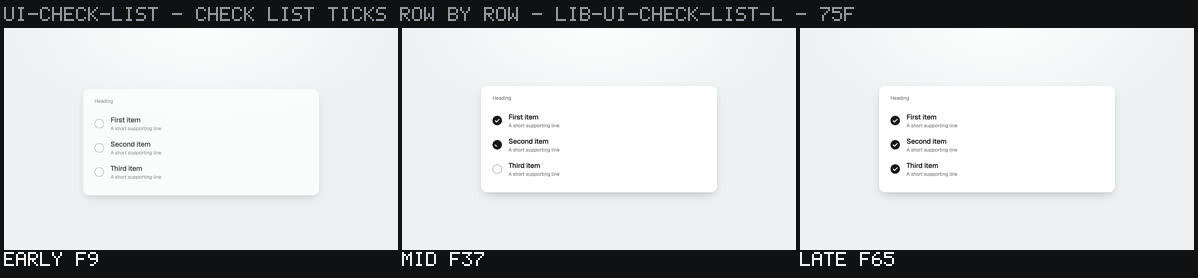 UI-CHECK-LIST — CHECK LIST TICKS ROW BY ROW — LIB-UI-CHECK-LIST-L — 75F
Heading
First item
A short supporting line
Second item
A short supporting line
Third item
A short supporting line
EARLY F9
Heading
First item
A short supporting line
Second item
A short supporting line
Third item
A short supporting line
MID F37
Heading
First item
A short supporting line
Second item
A short supporting line
Third item
A short supporting line
LATE F65